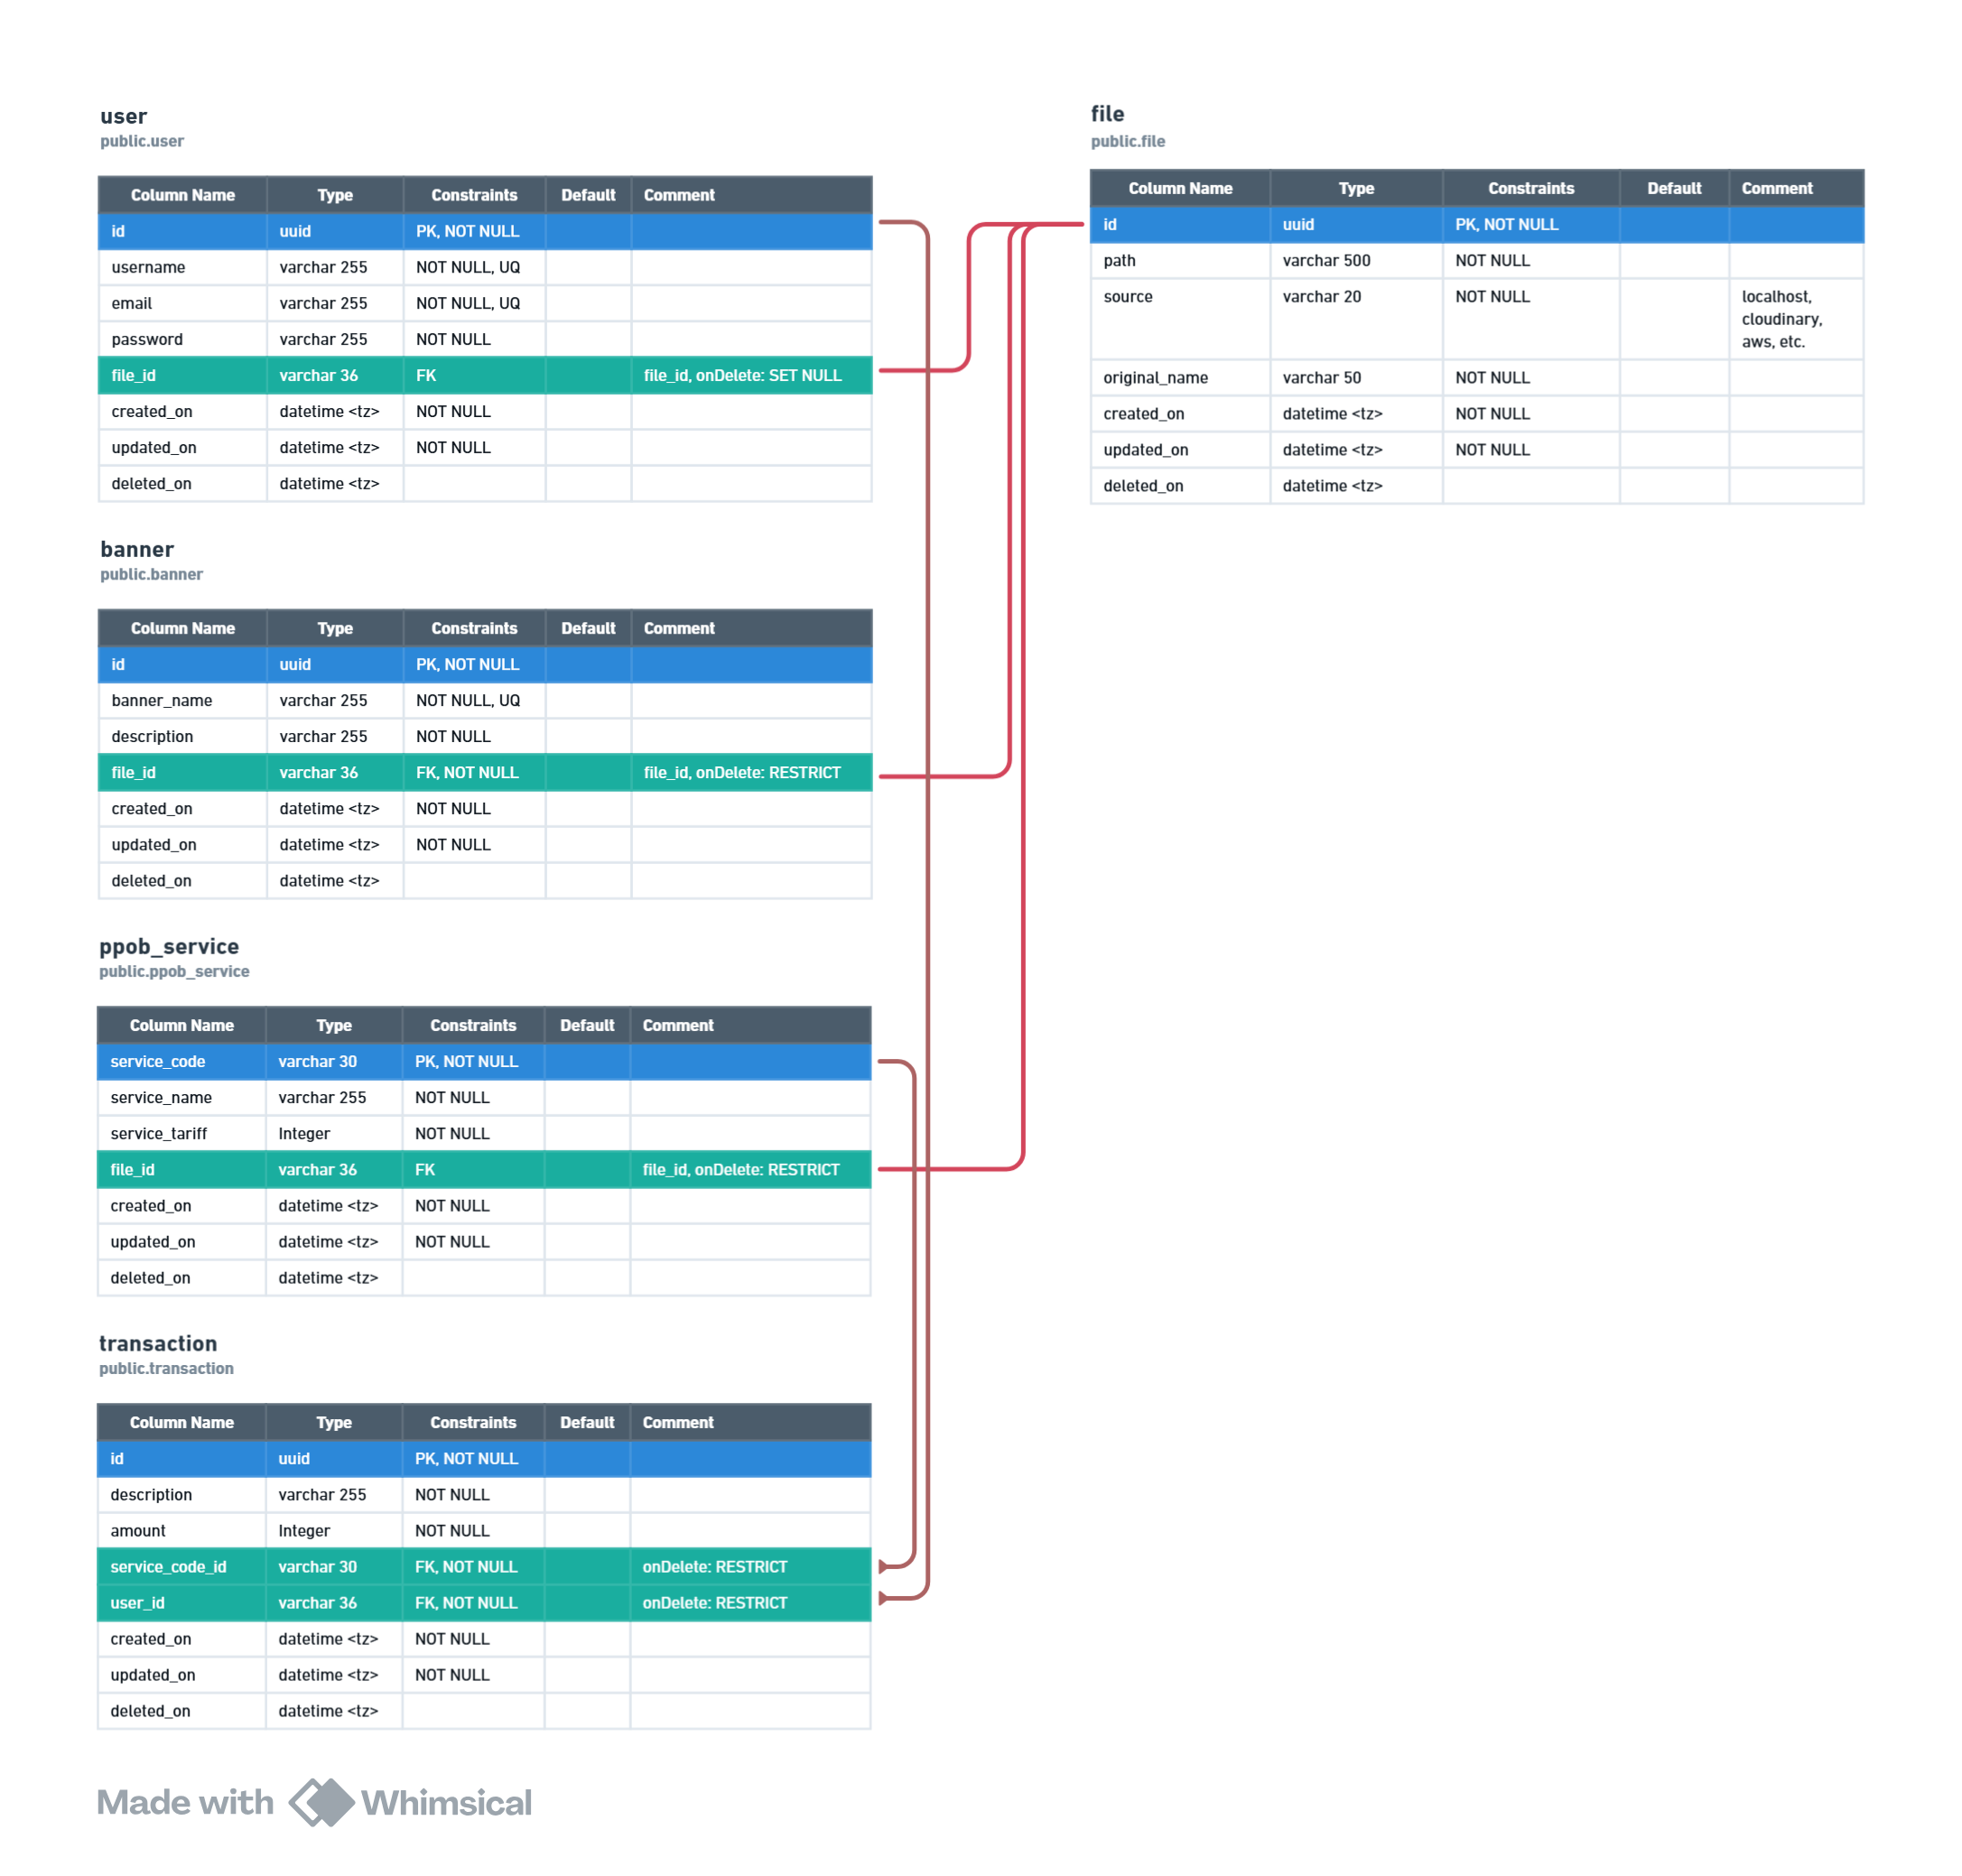 user
public.user
Column Name Type Constraints Default Comment
id uuid PK, NOT NULL
username varchar 255 NOT NULL, UQ
email varchar 255 NOT NULL, UQ
password varchar 255 NOT NULL
file_id varchar 36 FK file_id, onDelete: SET NULL
created_on datetime <tz> NOT NULL
updated_on datetime <tz> NOT NULL
deleted_on datetime <tz>
file
public.file
Column Name Type Constraints Default Comment
id uuid PK, NOT NULL
path varchar 500 NOT NULL
source varchar 20 NOT NULL localhost,
cloudinary,
aws, etc.
original_name varchar 50 NOT NULL
created_on datetime <tz> NOT NULL
updated_on datetime <tz> NOT NULL
deleted_on datetime <tz>
banner
public.banner
Column Name Type Constraints Default Comment
id uuid PK, NOT NULL
banner_name varchar 255 NOT NULL, UQ
description varchar 255 NOT NULL
file_id varchar 36 FK, NOT NULL file_id, onDelete: RESTRICT
created_on datetime <tz> NOT NULL
updated_on datetime <tz> NOT NULL
deleted_on datetime <tz>
ppob_service
public.ppob_service
Column Name Type Constraints Default Comment
service_code varchar 30 PK, NOT NULL
service_name varchar 255 NOT NULL
service_tariff Integer NOT NULL
file_id varchar 36 FK file_id, onDelete: RESTRICT
created_on datetime <tz> NOT NULL
updated_on datetime <tz> NOT NULL
deleted_on datetime <tz>
transaction
public.transaction
Column Name Type Constraints Default Comment
id uuid PK, NOT NULL
description varchar 255 NOT NULL
amount Integer NOT NULL
service_code_id varchar 30 FK, NOT NULL onDelete: RESTRICT
user_id varchar 36 FK, NOT NULL onDelete: RESTRICT
created_on datetime <tz> NOT NULL
updated_on datetime <tz> NOT NULL
deleted_on datetime <tz>
Made with Whimsical